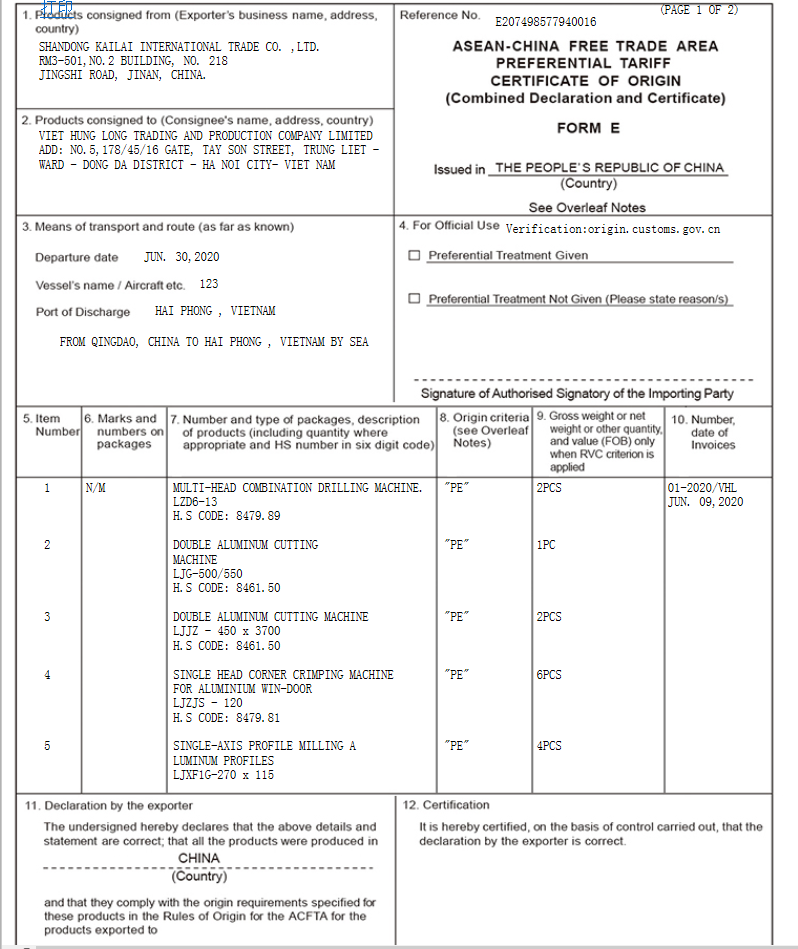 打印
(PAGE 1 OF 2)
1. Products consigned from (Exporter's business name, address,
country)
SHANDONG KAILAI INTERNATIONAL TRADE CO. ,LTD.
RM3-501,NO.2 BUILDING, NO. 218
JINGSHI ROAD, JINAN, CHINA.
Reference No. E207498577940016
ASEAN-CHINA FREE TRADE AREA
PREFERENTIAL TARIFF
CERTIFICATE OF ORIGIN
(Combined Declaration and Certificate)
FORM E
Issued in THE PEOPLE'S REPUBLIC OF CHINA
(Country)
See Overleaf Notes
2. Products consigned to (Consignee's name, address, country)
VIET HUNG LONG TRADING AND PRODUCTION COMPANY LIMITED
ADD: NO.5,178/45/16 GATE, TAY SON STREET, TRUNG LIET -
WARD - DONG DA DISTRICT - HA NOI CITY- VIET NAM
3. Means of transport and route (as far as known)
Departure date JUN. 30,2020
Vessel's name / Aircraft etc. 123
Port of Discharge HAI PHONG , VIETNAM
FROM QINGDAO, CHINA TO HAI PHONG , VIETNAM BY SEA
4. For Official Use Verification:origin.customs.gov.cn
☐ Preferential Treatment Given
☐ Preferential Treatment Not Given (Please state reason/s)
Signature of Authorised Signatory of the Importing Party
5. Item
Number
6. Marks and
numbers on
packages
7. Number and type of packages, description
of products (including quantity where
appropriate and HS number in six digit code)
8. Origin criteria
(see Overleaf
Notes)
9. Gross weight or net
weight or other quantity,
and value (FOB) only
when RVC criterion is
applied
10. Number,
date of
Invoices
1 N/M MULTI-HEAD COMBINATION DRILLING MACHINE. "PE" 2PCS 01-2020/VHL
LZD6-13 JUN. 09,2020
H.S CODE: 8479.89
2 DOUBLE ALUMINUM CUTTING "PE" 1PC
MACHINE
LJG-500/550
H.S CODE: 8461.50
3 DOUBLE ALUMINUM CUTTING MACHINE "PE" 2PCS
LJJZ - 450 x 3700
H.S CODE: 8461.50
4 SINGLE HEAD CORNER CRIMPING MACHINE "PE" 6PCS
FOR ALUMINIUM WIN-DOOR
LJZJS - 120
H.S CODE: 8479.81
5 SINGLE-AXIS PROFILE MILLING A "PE" 4PCS
LUMINUM PROFILES
LJXF1G-270 x 115
11. Declaration by the exporter
The undersigned hereby declares that the above details and
statement are correct; that all the products were produced in
CHINA
(Country)
and that they comply with the origin requirements specified for
these products in the Rules of Origin for the ACFTA for the
products exported to
12. Certification
It is hereby certified, on the basis of control carried out, that the
declaration by the exporter is correct.